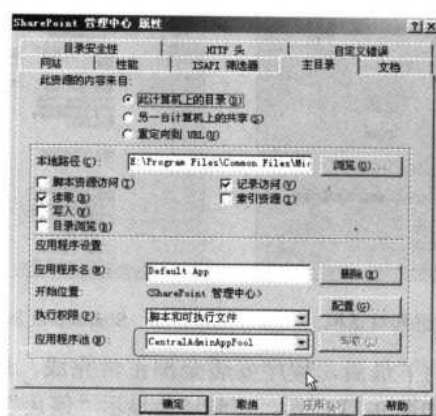 SharePoint 管理中心 属性
目录安全性 HTTP 头 自定义错误
网站 性能 ISAPI 筛选器 主目录 文档
此资源的内容来自:
此计算机上的目录(D)
另一台计算机上的共享(S)
重定向到 URL(U)
本地路径(C): E:\Program Files\Common Files\Mic 浏览(O)...
脚本资源访问(T) 记录访问(V)
读取(R) 索引资源(I)
写入(W)
目录浏览(B)
应用程序设置
应用程序名(M): Default App 删除(E)
开始位置: <SharePoint 管理中心>
执行权限(P): 脚本和可执行文件 配置(G)
应用程序池(N): CentralAdminAppPool 卸载(L)
确定 取消 应用(A) 帮助